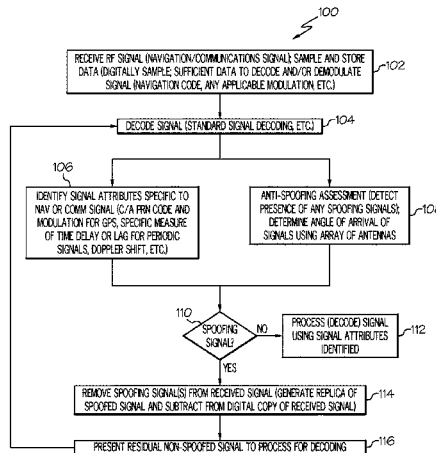 100
RECEIVE RF SIGNAL (NAVIGATION/COMMUNICATIONS SIGNAL); SAMPLE AND STORE
DATA (DIGITALLY SAMPLE; SUFFICIENT DATA TO DECODE AND/OR DEMODULATE
SIGNAL (NAVIGATION CODE, ANY APPLICABLE MODULATION, ETC.)
102
DECODE SIGNAL (STANDARD SIGNAL DECODING, ETC.)
104
106
IDENTIFY SIGNAL ATTRIBUTES SPECIFIC TO
NAV OR COMM SIGNAL (C/A PRN CODE AND
MODULATION FOR GPS, SPECIFIC MEASURE
OF TIME DELAY OR LAG FOR PERIODIC
SIGNALS, DOPPLER SHIFT, ETC.)
ANTI-SPOOFING ASSESSMENT (DETECT
PRESENCE OF ANY SPOOFING SIGNALS);
DETERMINE ANGLE OF ARRIVAL OF
SIGNALS USING ARRAY OF ANTENNAS
110
SPOOFING
SIGNAL?
NO
PROCESS (DECODE) SIGNAL
USING SIGNAL ATTRIBUTES
IDENTIFIED
112
YES
REMOVE SPOOFING SIGNAL(S) FROM RECEIVED SIGNAL (GENERATE REPLICA OF
SPOOFED SIGNAL AND SUBTRACT FROM DIGITAL COPY OF RECEIVED SIGNAL)
114
PRESENT RESIDUAL NON-SPOOFED SIGNAL TO PROCESS FOR DECODING
116